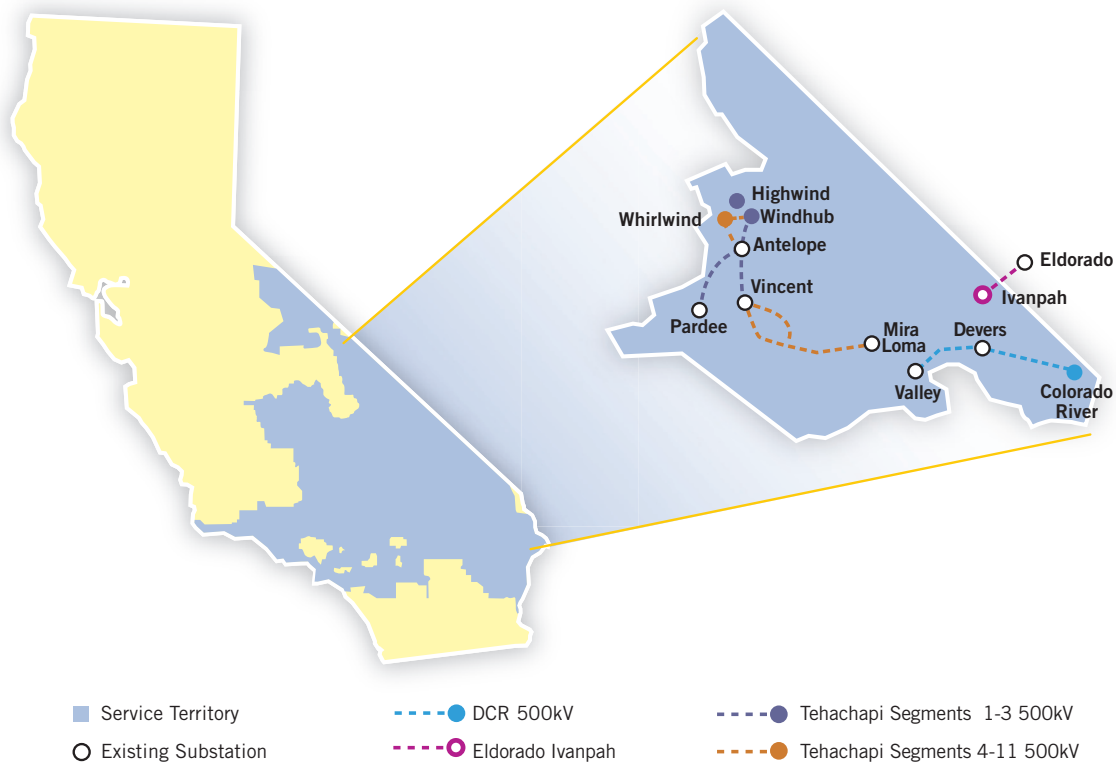 Highwind
Whirlwind
Windhub
Antelope
Eldorado
Vincent
Ivanpah
Pardee
Mira
Loma
Devers
Valley
Colorado
River
Service Territory
DCR 500kV
Tehachapi Segments 1-3 500kV
Existing Substation
Eldorado Ivanpah
Tehachapi Segments 4-11 500kV